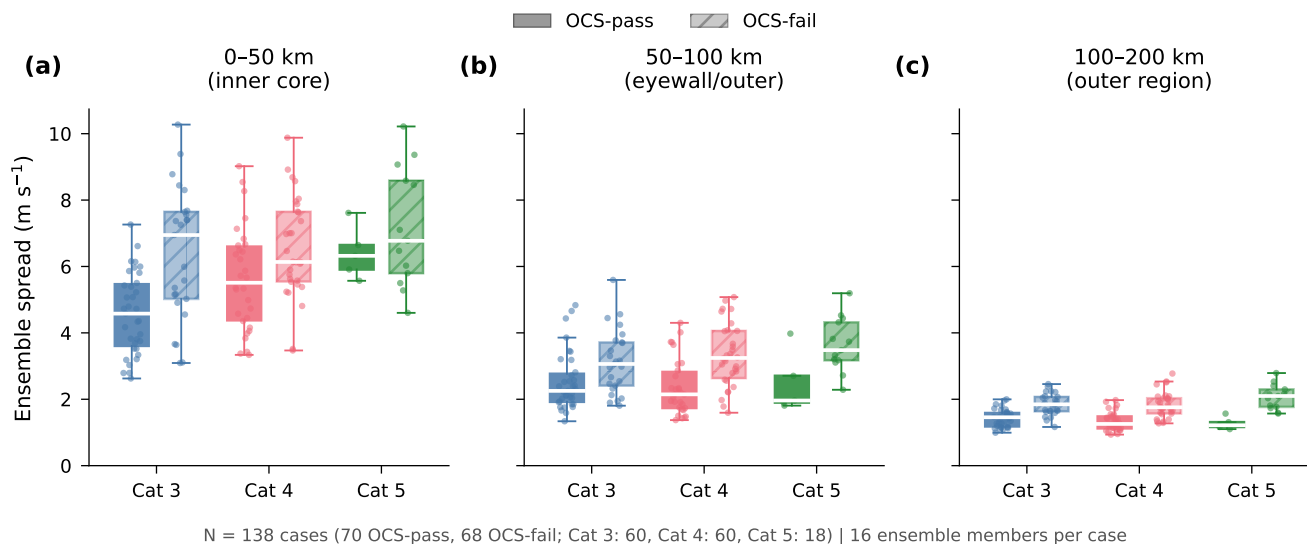 OCS-pass OCS-fail
(a) 0–50 km
(inner core)
(b) 50–100 km
(eyewall/outer)
(c) 100–200 km
(outer region)
Ensemble spread (m s⁻¹)
10
8
6
4
2
0
Cat 3 Cat 4 Cat 5
Cat 3 Cat 4 Cat 5
Cat 3 Cat 4 Cat 5
N = 138 cases (70 OCS-pass, 68 OCS-fail; Cat 3: 60, Cat 4: 60, Cat 5: 18) | 16 ensemble members per case